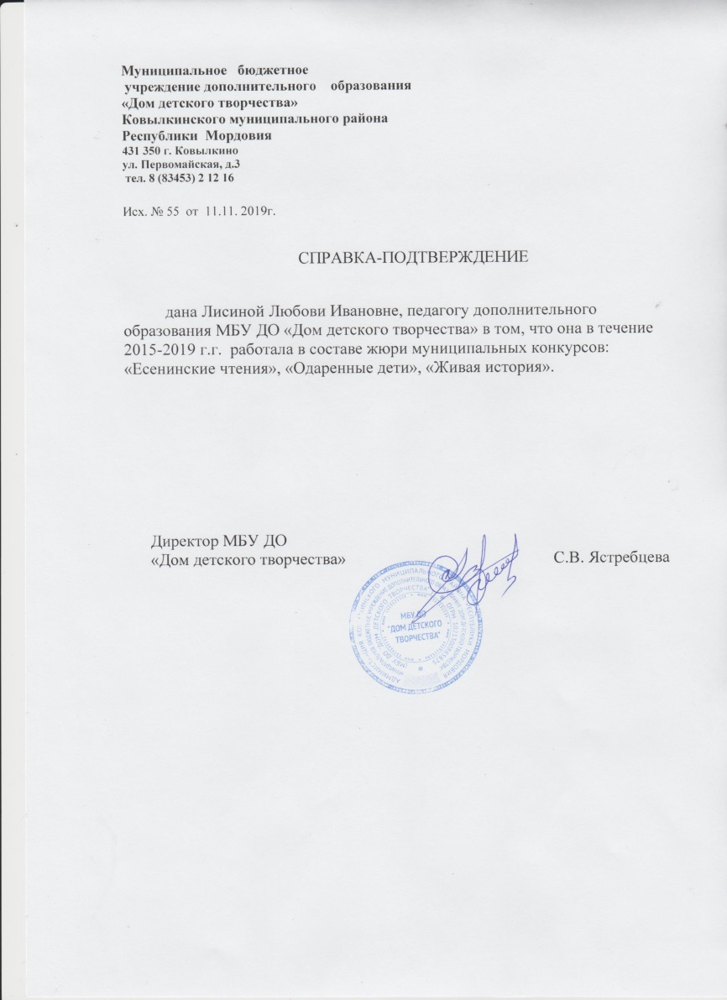 Муниципальное бюджетное
учреждение дополнительного образования
«Дом детского творчества»
Ковылкинского муниципального района
Республики Мордовия
431 350 г. Ковылкино
ул. Первомайская, д.3
тел. 8 (83453) 2 12 16
Исх. № 55 от 11.11. 2019г.
СПРАВКА-ПОДТВЕРЖДЕНИЕ
дана Лисиной Любови Ивановне, педагогу дополнительного
образования МБУ ДО «Дом детского творчества» в том, что она в течение
2015-2019 г.г. работала в составе жюри муниципальных конкурсов:
«Есенинские чтения», «Одаренные дети», «Живая история».
Директор МБУ ДО
«Дом детского творчества» С.В. Ястребцева
МБУ ДО
"ДОМ ДЕТСКОГО
ТВОРЧЕСТВА"